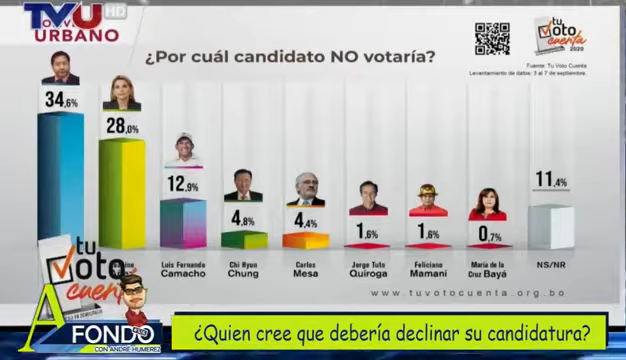 TVU HD
URBANO
¿Por cuál candidato NO votaría?
tu
Voto
cuenta
2020
Fuente: Tu Voto Cuenta
Levantamiento de datos: 3 al 7 de septiembre.
34,6%
28,0%
12,9%
4,8%
4,4%
1,6%
1,6%
0,7%
11,4%
Luis Fernando
Camacho
Chi Hyun
Chung
Carlos
Mesa
Jorge Tuto
Quiroga
Feliciano
Mamani
María de la
Cruz Bayá
NS/NR
www.tuvotocuenta.org.bo
tu
Voto
cuenta
A
FONDO
CON ANDRÉ HUMEREZ
¿Quien cree que debería declinar su candidatura?